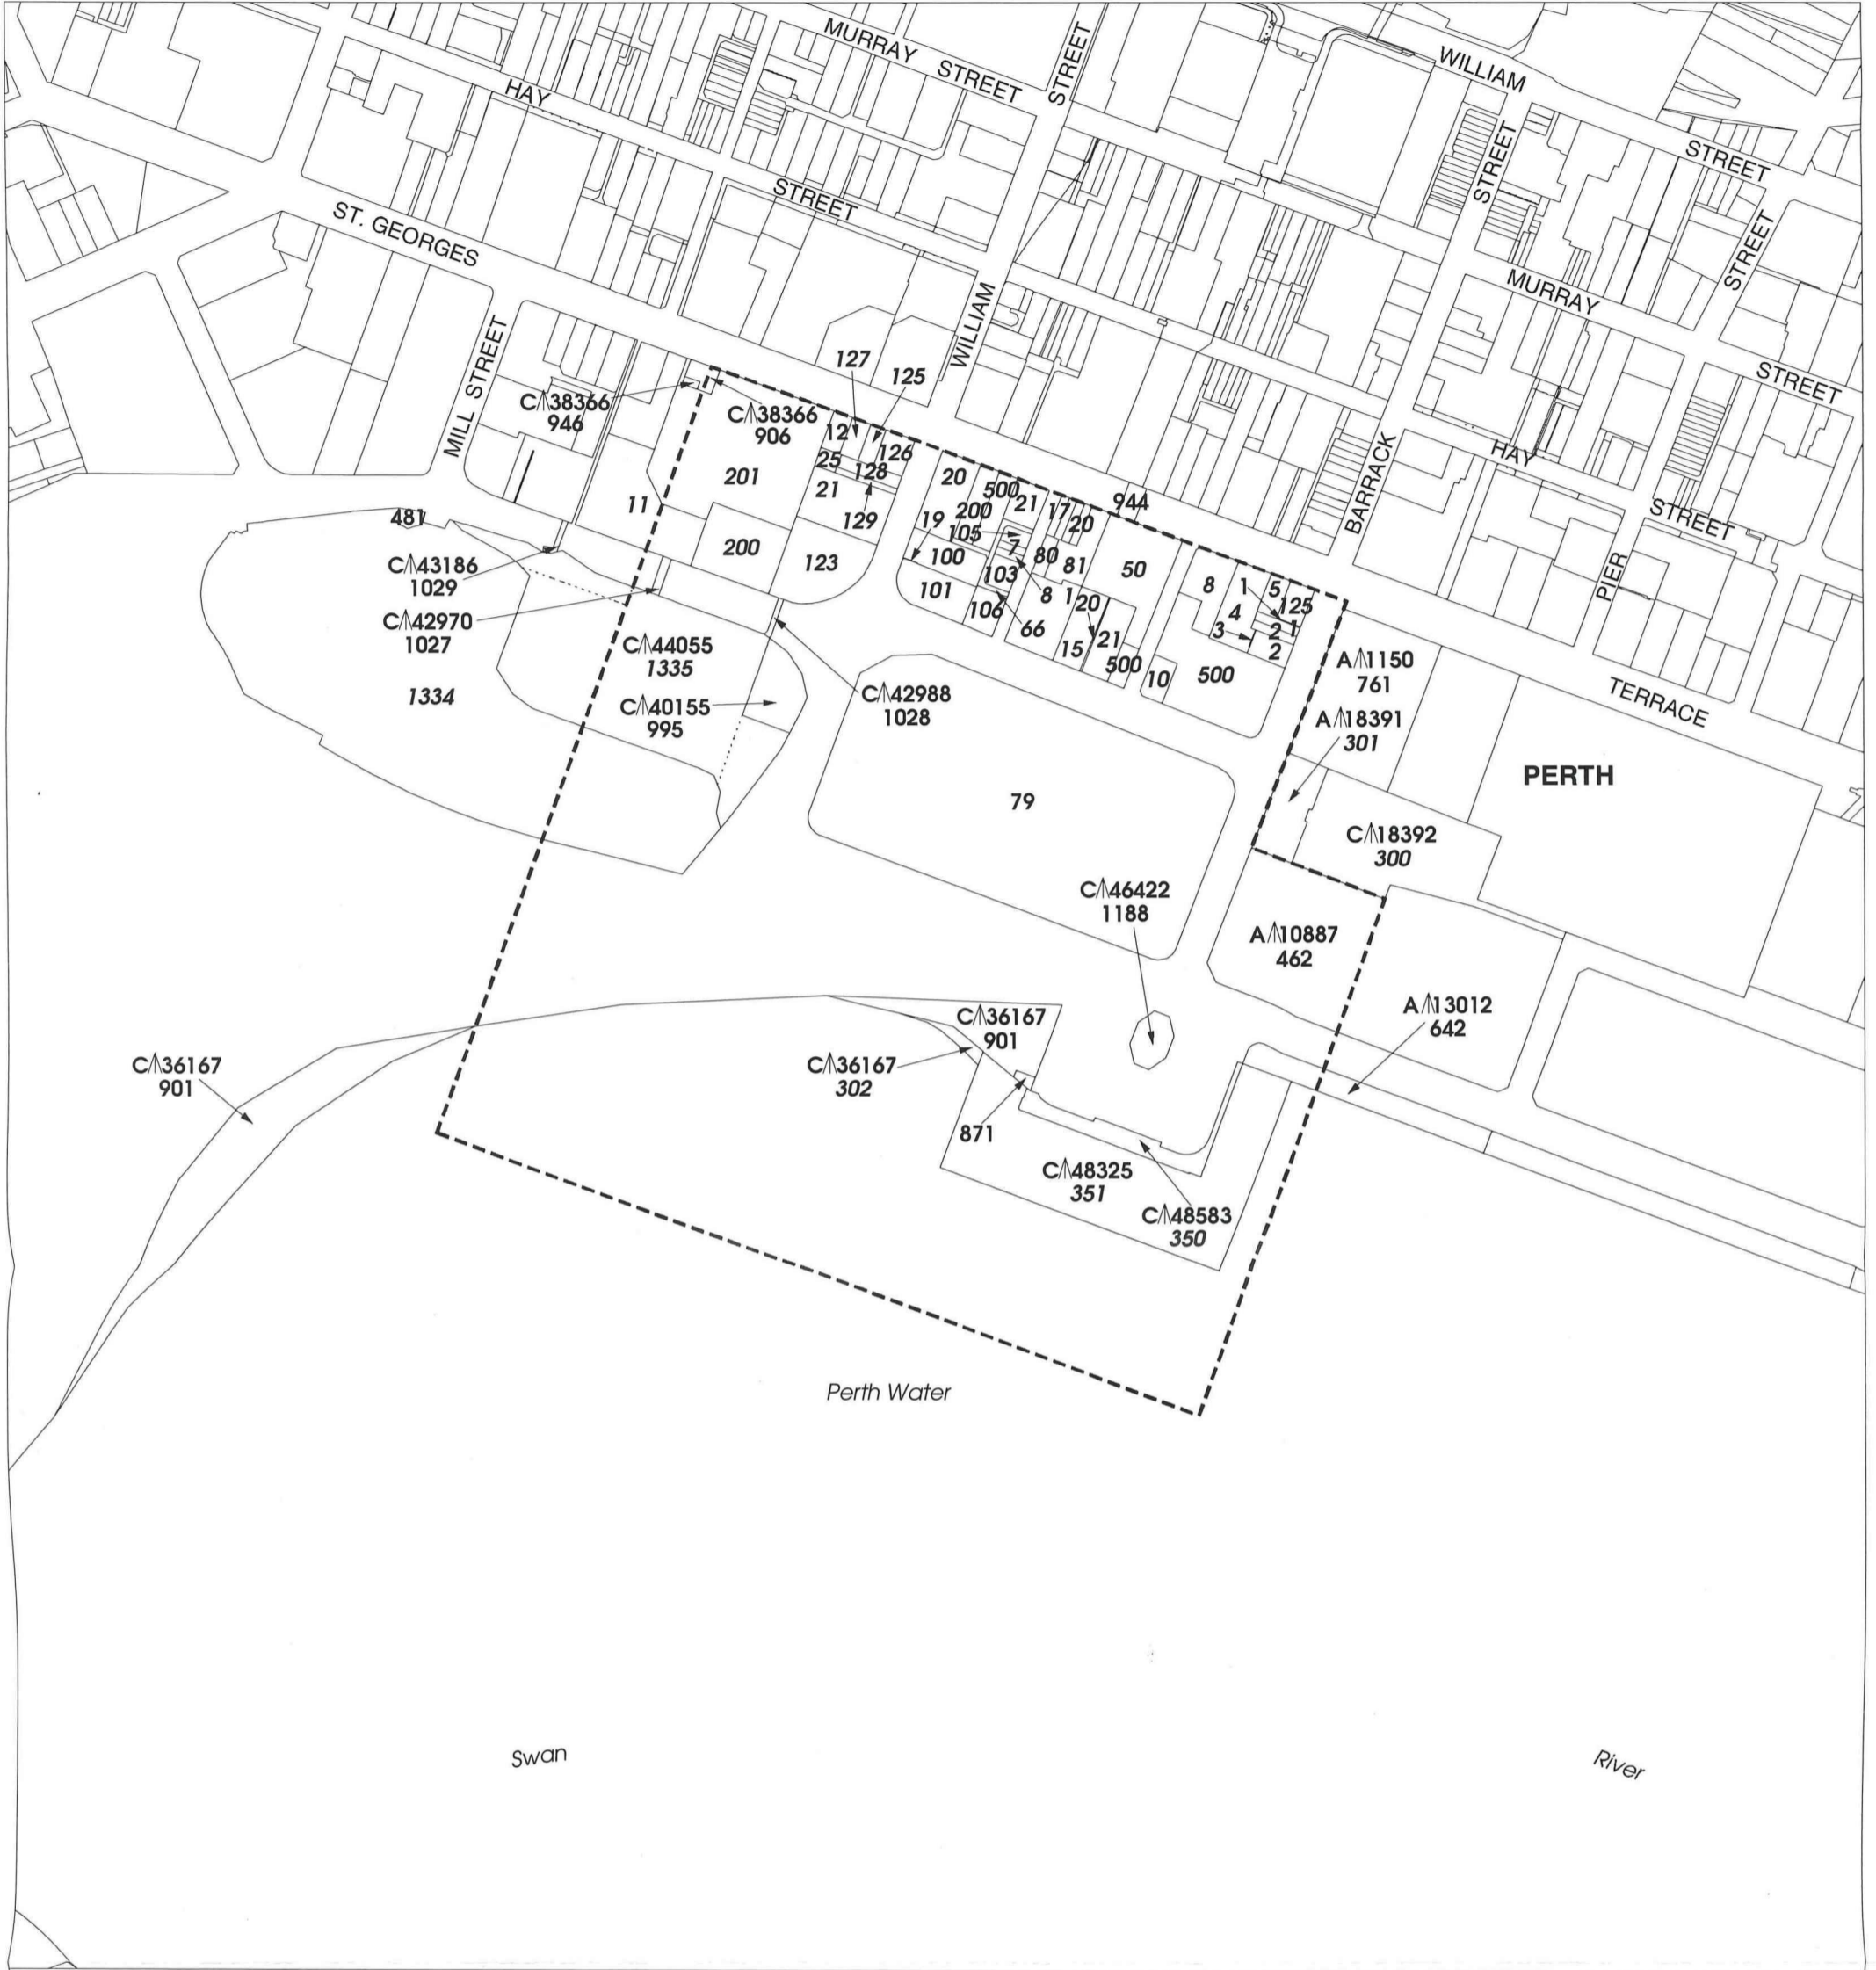 MURRAY STREET
STREET
WILLIAM
STREET
HAY
STREET
STREET
STREET
ST. GEORGES
MURRAY
STREET
MILL STREET
WILLIAM
127
125
C/\38366
946
C/\38366
906
12
126
25
128
201
21
129
11
200
123
20
500
21
944
200
17
20
19
105
7
100
80
81
50
103
101
8
1
20
106
66
15
21
500
10
8
1
5
4
125
3
2
1
2
500
BARRACK
HAY
STREET
PIER
TERRACE
481
C/\43186
1029
C/\42970
1027
C/\44055
1335
1334
C/\40155
995
C/\42988
1028
A/\1150
761
A/\18391
301
PERTH
79
C/\18392
300
C/\46422
1188
A/\10887
462
A/\13012
642
C/\36167
901
C/\36167
901
C/\36167
302
871
C/\48325
351
C/\48583
350
Perth Water
Swan
River